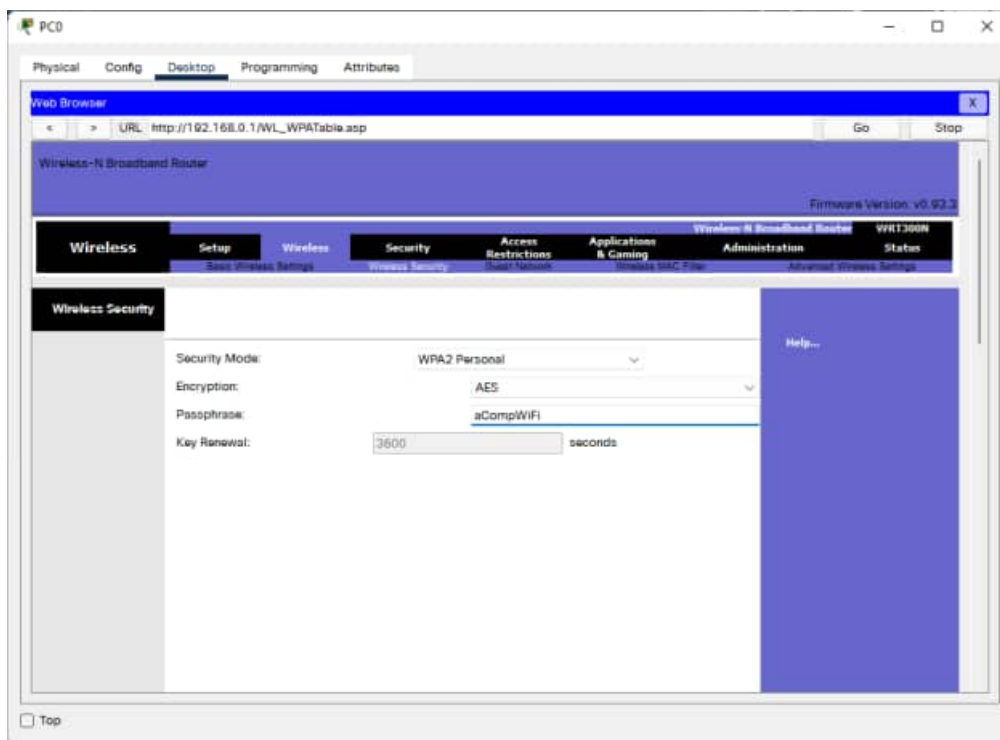 PC0
Physical Config Desktop Programming Attributes
Web Browser X
< > URL http://192.168.0.1/WL_WPATable.asp Go Stop
Wireless-N Broadband Router
Firmware Version: v0.93.3
Wireless-N Broadband Router WRT300N
Wireless Setup Wireless Security Access Restrictions Applications & Gaming Administration Status
Basic Wireless Settings Wireless Security Guest Network Wireless MAC Filter Advanced Wireless Settings
Wireless Security
Help...
Security Mode: WPA2 Personal
Encryption: AES
Passphrase: aCompWiFi
Key Renewal: 3600 seconds
Top